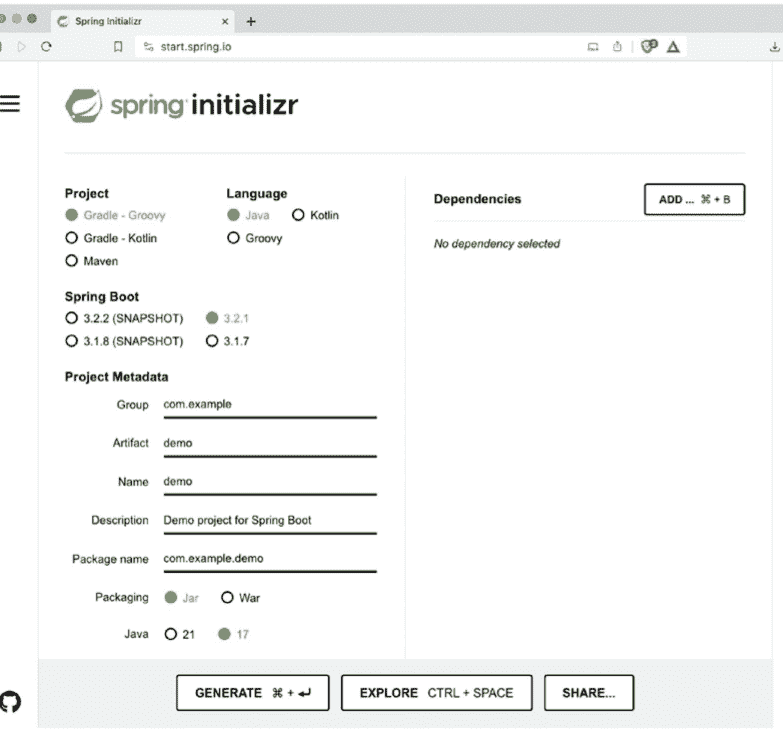 Spring Initializr
start.spring.io
spring initializr
Project
Gradle - Groovy
Gradle - Kotlin
Maven
Language
Java Kotlin
Groovy
Spring Boot
3.2.2 (SNAPSHOT) 3.2.1
3.1.8 (SNAPSHOT) 3.1.7
Project Metadata
Group com.example
Artifact demo
Name demo
Description Demo project for Spring Boot
Package name com.example.demo
Packaging Jar War
Java 21 17
Dependencies
ADD ... ⌘ + B
No dependency selected
GENERATE ⌘ + ↵
EXPLORE CTRL + SPACE
SHARE...